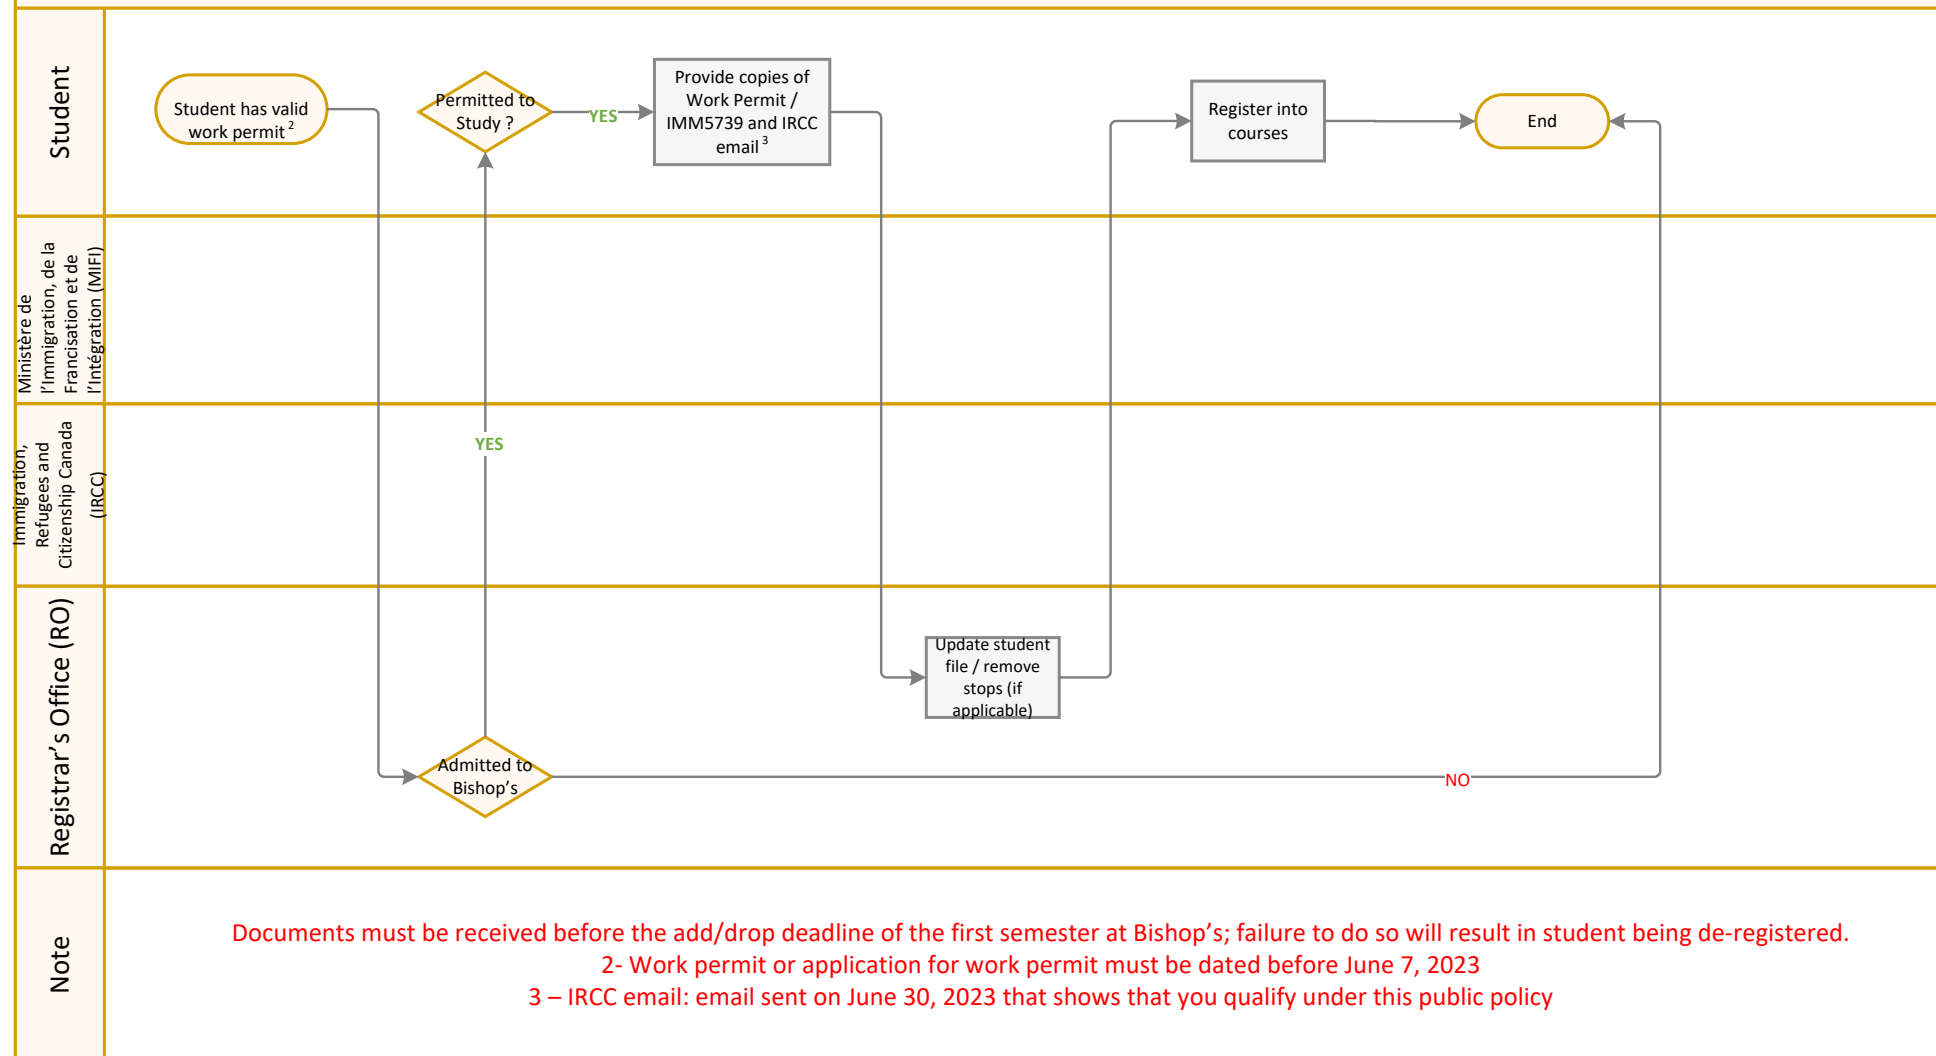 Student
Student has valid
work permit 2
Permitted to
Study ?
YES
Provide copies of
Work Permit /
IMM5739 and IRCC
email 3
Register into
courses
End
Ministère de
l’Immigration, de la
Francisation et de
l’Intégration (MIFI)
Immigration,
Refugees and
Citizenship Canada
(IRCC)
YES
Registrar’s Office (RO)
Update student
file / remove
stops (if
applicable)
Admitted to
Bishop’s
NO
Note
Documents must be received before the add/drop deadline of the first semester at Bishop’s; failure to do so will result in student being de-registered.
2- Work permit or application for work permit must be dated before June 7, 2023
3 – IRCC email: email sent on June 30, 2023 that shows that you qualify under this public policy